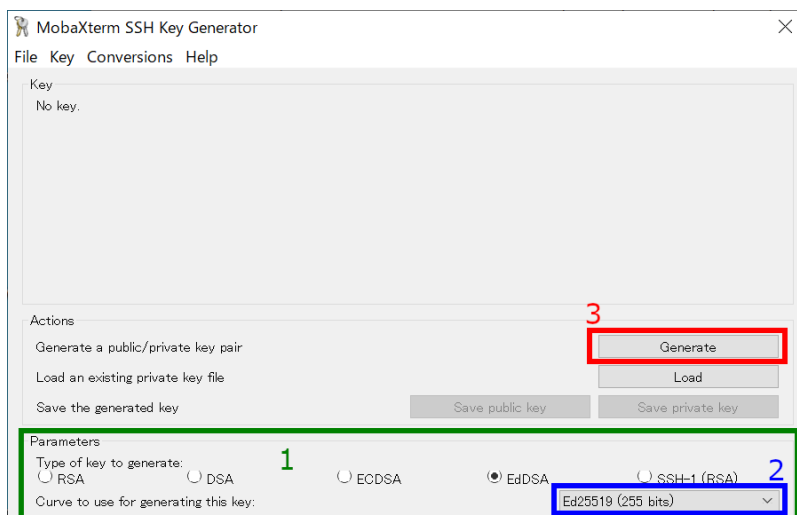 MobaXterm SSH Key Generator
File Key Conversions Help
Key
No key.
Actions
3
Generate a public/private key pair Generate
Load an existing private key file Load
Save the generated key Save public key Save private key
Parameters
Type of key to generate: 1
RSA DSA ECDSA EdDSA SSH-1 (RSA) 2
Curve to use for generating this key: Ed25519 (255 bits)